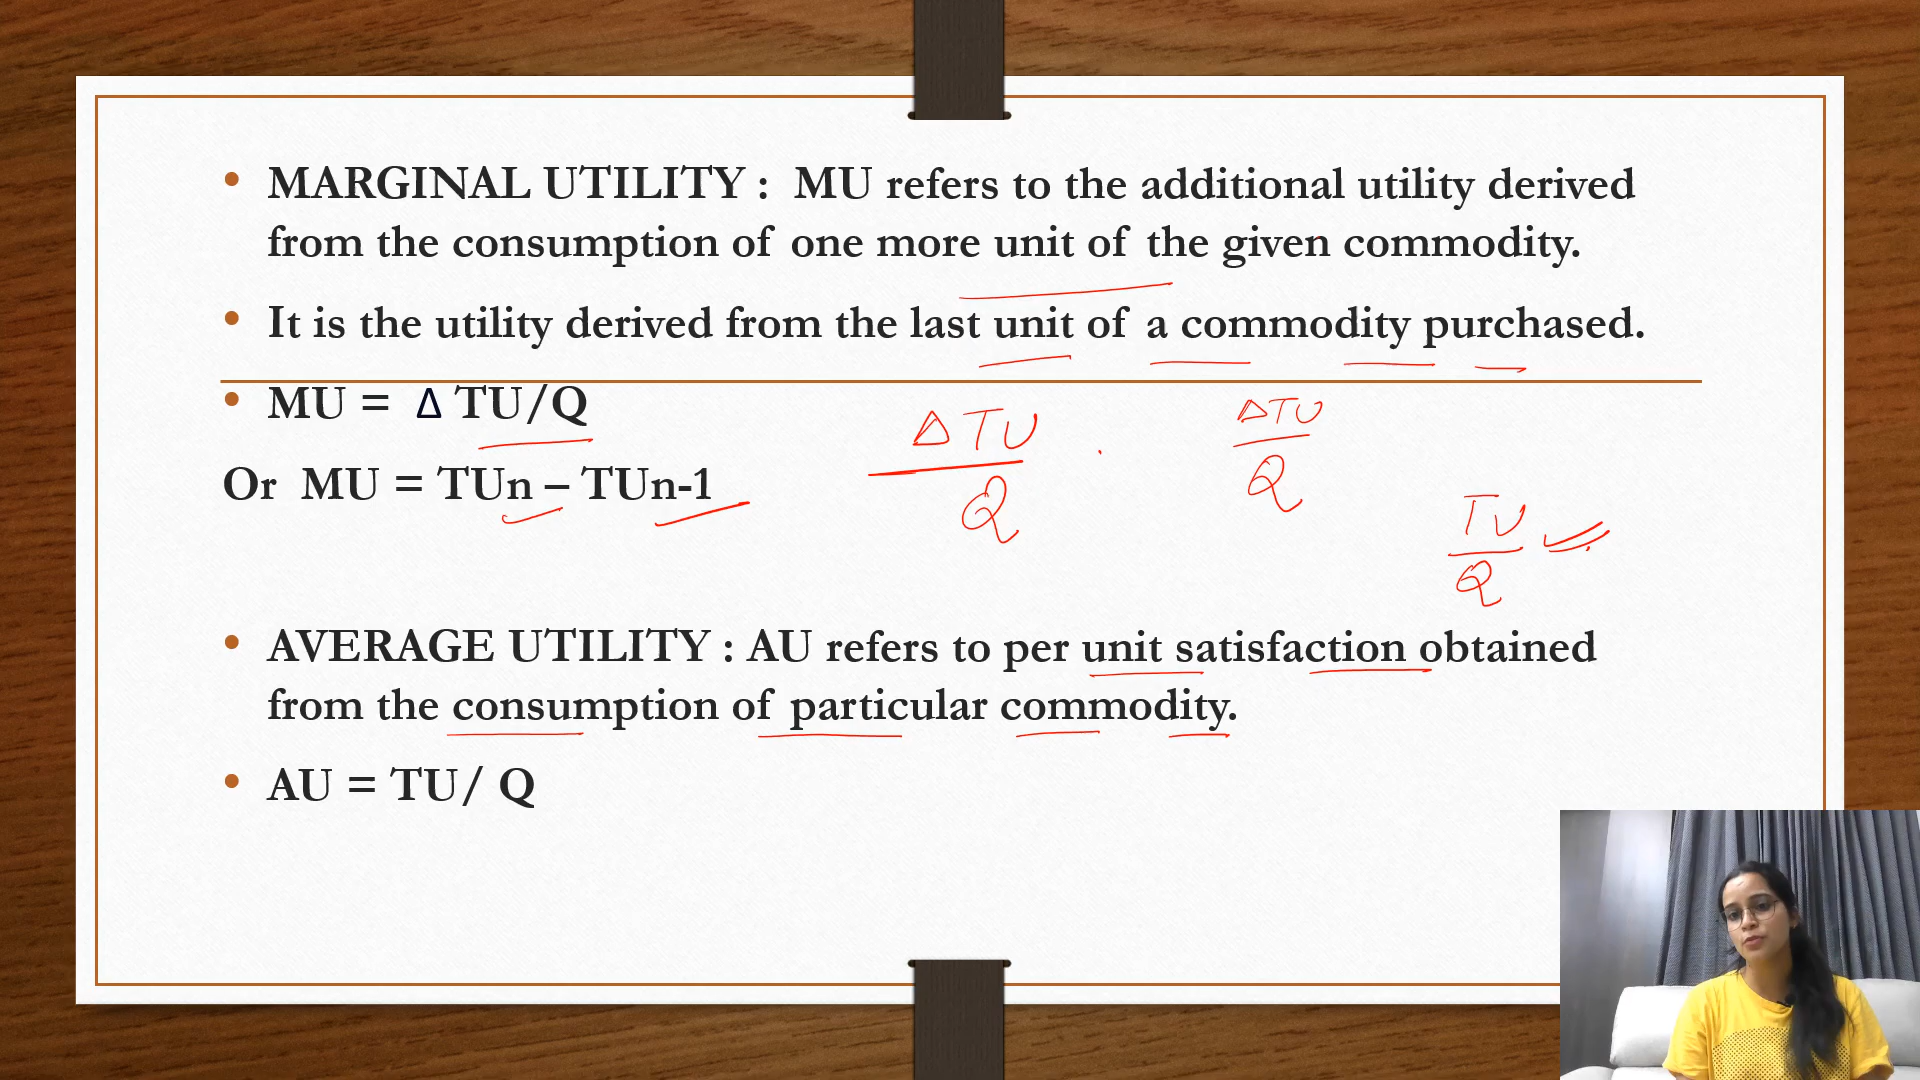 • MARGINAL UTILITY : MU refers to the additional utility derived
from the consumption of one more unit of the given commodity.
• It is the utility derived from the last unit of a commodity purchased.
• MU = Δ TU/Q
Or MU = TUn – TUn-1
Δ TU
Q
ΔTU
Q
TU
Q
• AVERAGE UTILITY : AU refers to per unit satisfaction obtained
from the consumption of particular commodity.
• AU = TU/ Q